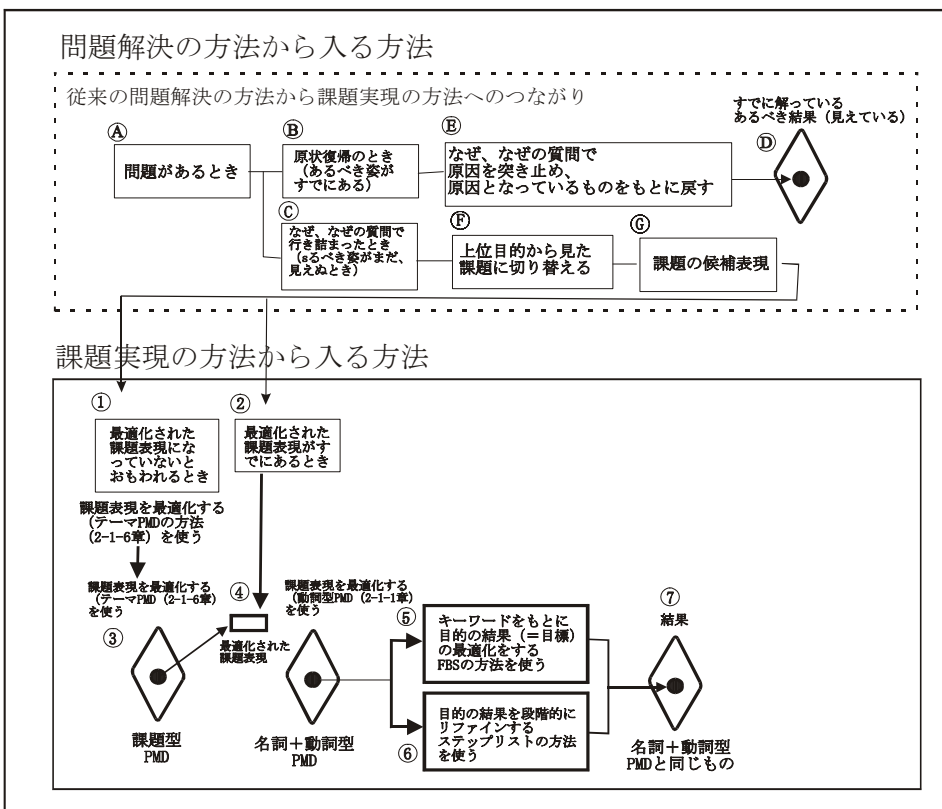 問題解決の方法から入る方法
従来の問題解決の方法から課題実現の方法へのつながり
すでに解っている
あるべき結果（見えている）
Ⓐ
問題があるとき
Ⓑ
原状復帰のとき
（あるべき姿が
すでにある）
Ⓔ
なぜ、なぜの質問で
原因を突き止め、
原因となっているものをもとに戻す
Ⓓ
Ⓒ
なぜ、なぜの質問で
行き詰まったとき
（sるべき姿がまだ、
見えぬとき）
Ⓕ
上位目的から見た
課題に切り替える
Ⓖ
課題の候補表現
課題実現の方法から入る方法
①
最適化された
課題表現にな
っていないと
おもわれるとき
②
最適化された
課題表現がす
でにあるとき
課題表現を最適化する
（テーマPMDの方法
（2-1-6章）を使う
課題表現を最適化する
（テーマPMD（2-1-6章）
を使う
③
課題型
PMD
④
最適化された
課題表現
課題表現を最適化する
（動詞型PMD（2-1-1章）
を使う
名詞＋動詞型
PMD
⑤
キーワードをもとに
目的の結果（＝目標）
の最適化をする
FBSの方法を使う
⑥
目的の結果を段階的に
リファインする
ステップリストの方法
を使う
⑦
結果
名詞＋動詞型
PMDと同じもの